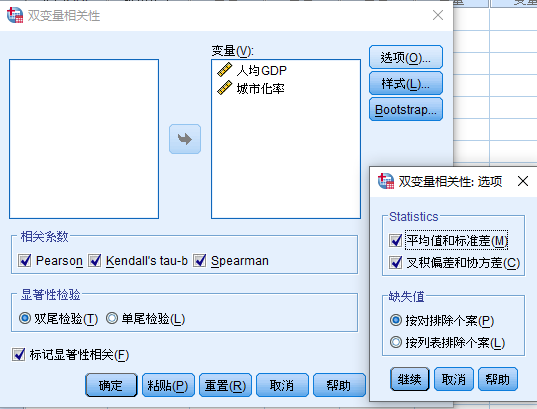 双变量相关性
变量(V):
人均GDP
城市化率
选项(O)...
样式(L)...
Bootstrap...
相关系数
Pearson Kendall's tau-b Spearman
显著性检验
双尾检验(T) 单尾检验(L)
标记显著性相关(F)
确定 粘贴(P) 重置(R) 取消 帮助
双变量相关性: 选项
Statistics
平均值和标准差(M)
叉积偏差和协方差(C)
缺失值
按对排除个案(P)
按列表排除个案(L)
继续 取消 帮助